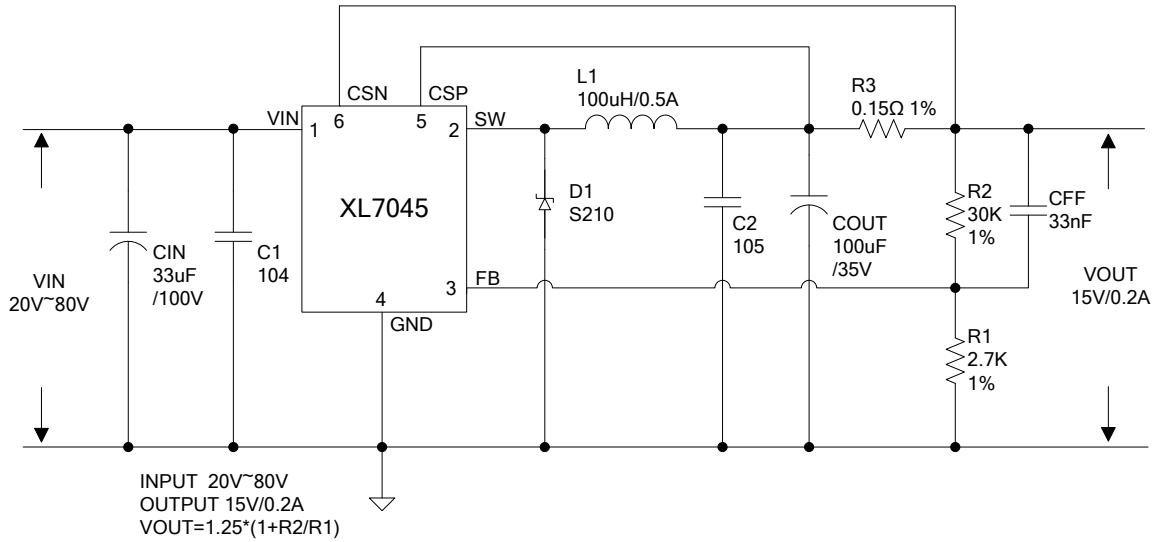 CSN
CSP
L1
100uH/0.5A
R3
0.15Ω 1%
VIN
1
6
5
2
SW
XL7045
D1
S210
C2
105
COUT
100uF
/35V
R2
30K
1%
CFF
33nF
CIN
33uF
/100V
C1
104
VIN
20V~80V
4
3
FB
GND
VOUT
15V/0.2A
R1
2.7K
1%
INPUT 20V~80V
OUTPUT 15V/0.2A
VOUT=1.25*(1+R2/R1)